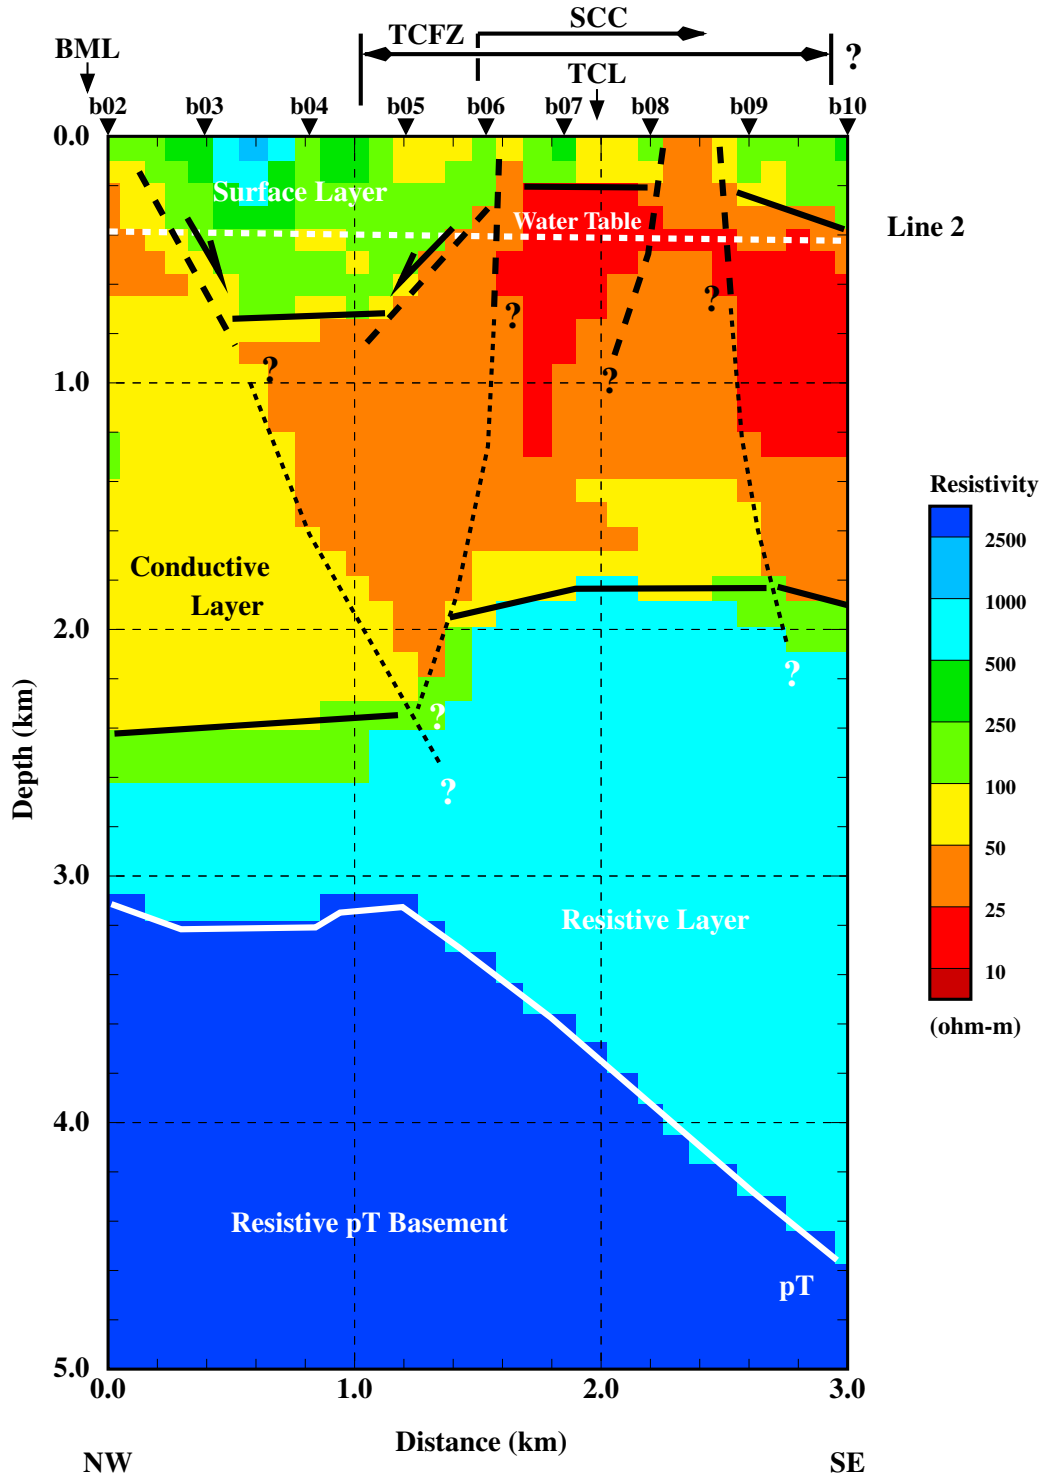 SCC
TCFZ
BML
?
TCL
b02 b03 b04 b05 b06 b07 b08 b09 b10
0.0
Surface Layer
Water Table
Line 2
?
?
?
?
1.0
Resistivity
2500
1000
500
250
100
50
25
10
(ohm-m)
Conductive
Layer
2.0
?
?
?
Depth (km)
3.0
Resistive Layer
4.0
Resistive pT Basement
pT
5.0
0.0 1.0 2.0 3.0
Distance (km)
NW SE